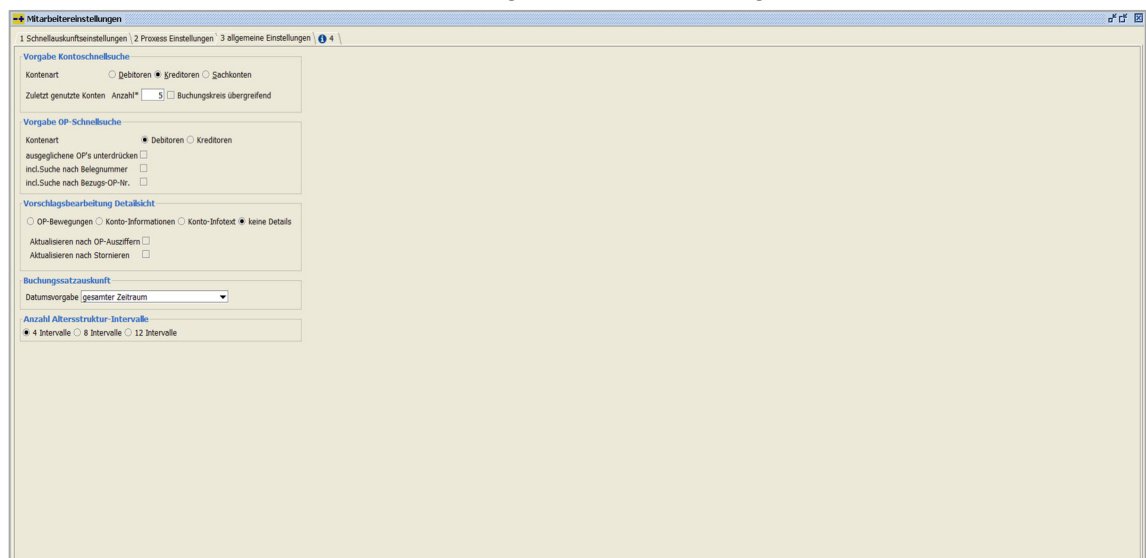 Mitarbeitereinstellungen
1 Schnellauskunftseinstellungen 2 Proxess Einstellungen 3 allgemeine Einstellungen 4
Vorgabe Kontoschnellsuche
Kontenart Debitoren Kreditoren Sachkonten
Zuletzt genutzte Konten Anzahl* 5 Buchungskreis übergreifend
Vorgabe OP-Schnellsuche
Kontenart Debitoren Kreditoren
ausgeglichene OP's unterdrücken
incl.Suche nach Belegnummer
incl.Suche nach Bezugs-OP-Nr.
Vorschlagsbearbeitung Detailsicht
OP-Bewegungen Konto-Informationen Konto-Infotext keine Details
Aktualisieren nach OP-Ausziffern
Aktualisieren nach Stornieren
Buchungssatzauskunft
Datumsvorgabe gesamter Zeitraum
Anzahl Altersstruktur-Intervalle
4 Intervalle 8 Intervalle 12 Intervalle